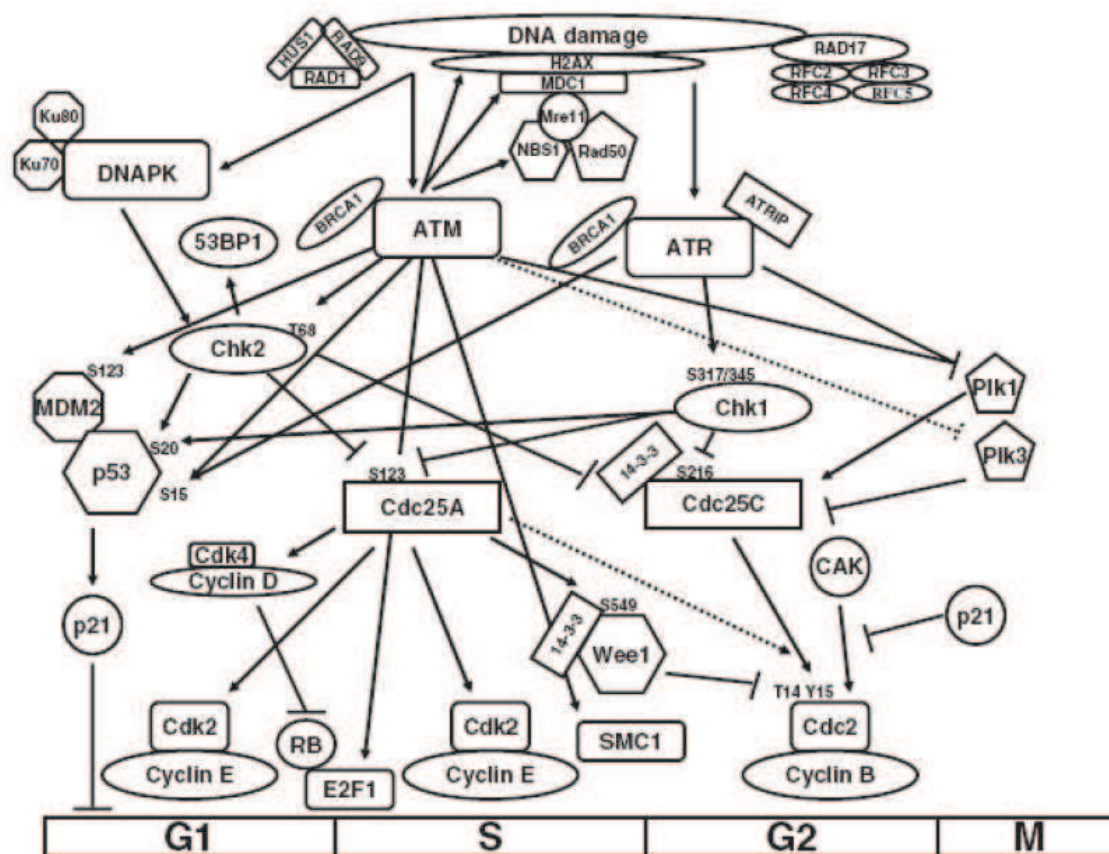 DNA damage
HUS1
RAD9
RAD1
H2AX
MDC1
RAD17
RFC2
RFC3
RFC4
RFC5
Mre11
NBS1
Rad50
Ku80
Ku70
DNAPK
BRCA1
ATM
BRCA1
ATR
ATRIP
53BP1
T68
Chk2
S317/345
Chk1
S123
MDM2
Plk1
S20
p53
S15
S123
Cdc25A
14-3-3
S216
Cdc25C
Plk3
Cdk4
Cyclin D
CAK
p21
14-3-3
S549
Wee1
p21
T14 Y15
Cdk2
Cyclin E
RB
E2F1
Cdk2
Cyclin E
SMC1
Cdc2
Cyclin B
G1
S
G2
M